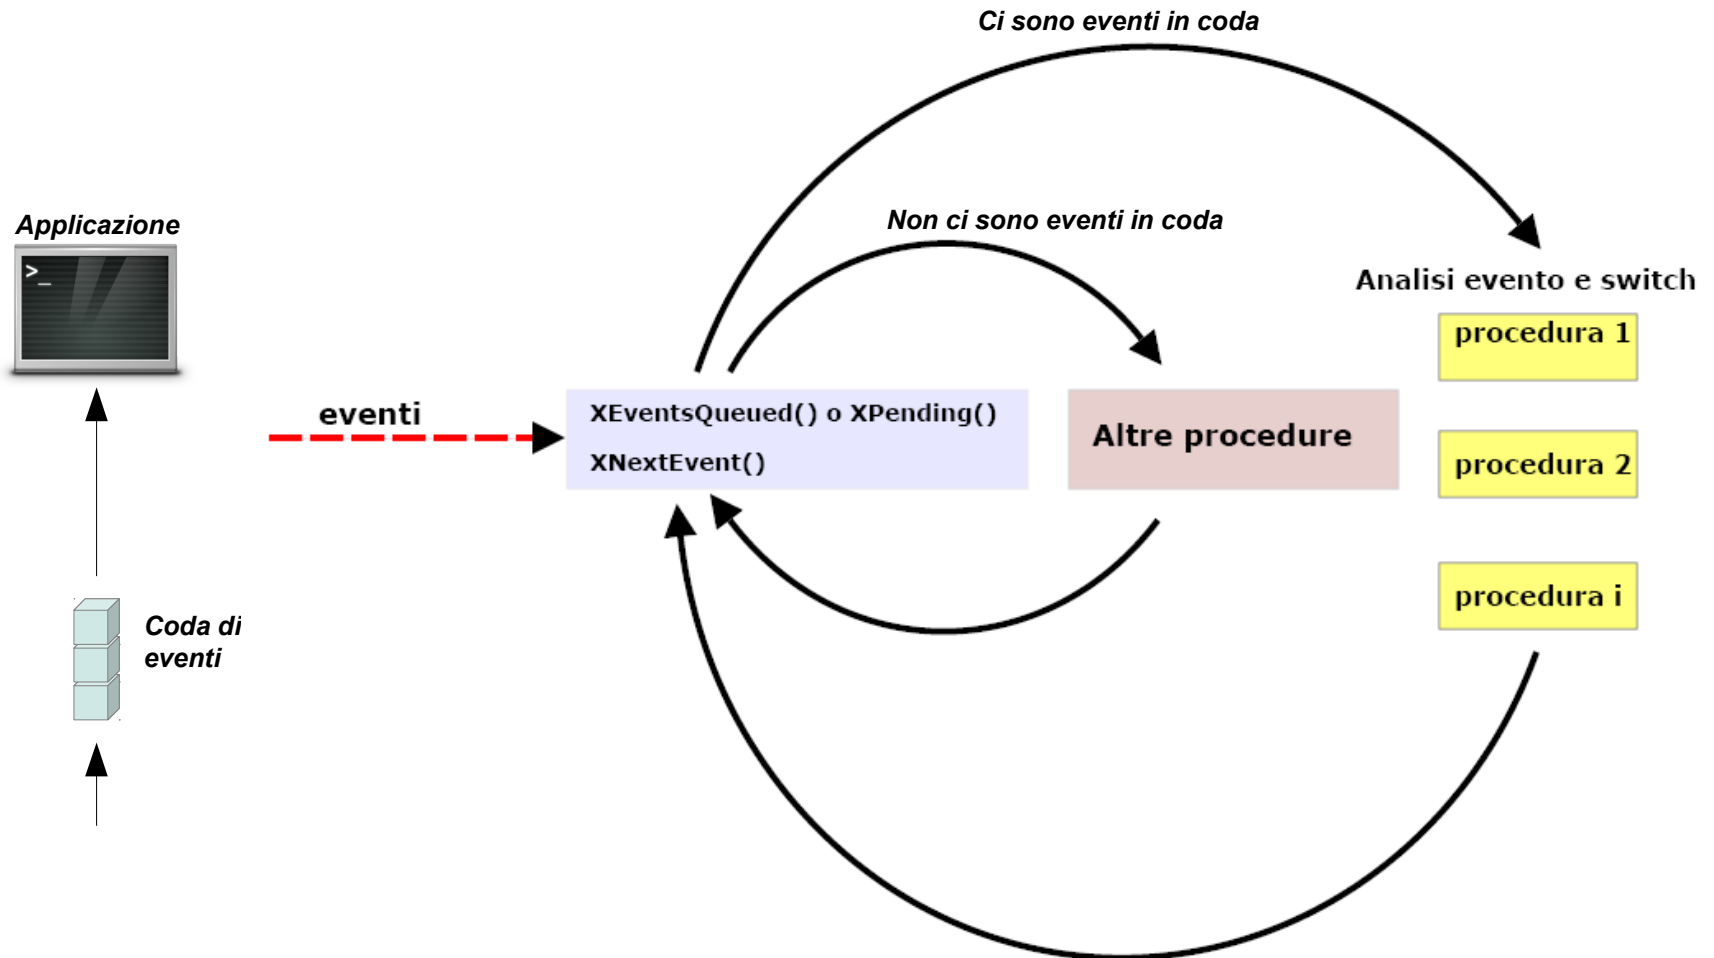 Ci sono eventi in coda
Non ci sono eventi in coda
Applicazione
>_
Analisi evento e switch
procedura 1
eventi
XEventsQueued() o XPending()
XNextEvent()
Altre procedure
procedura 2
procedura i
Coda di
eventi